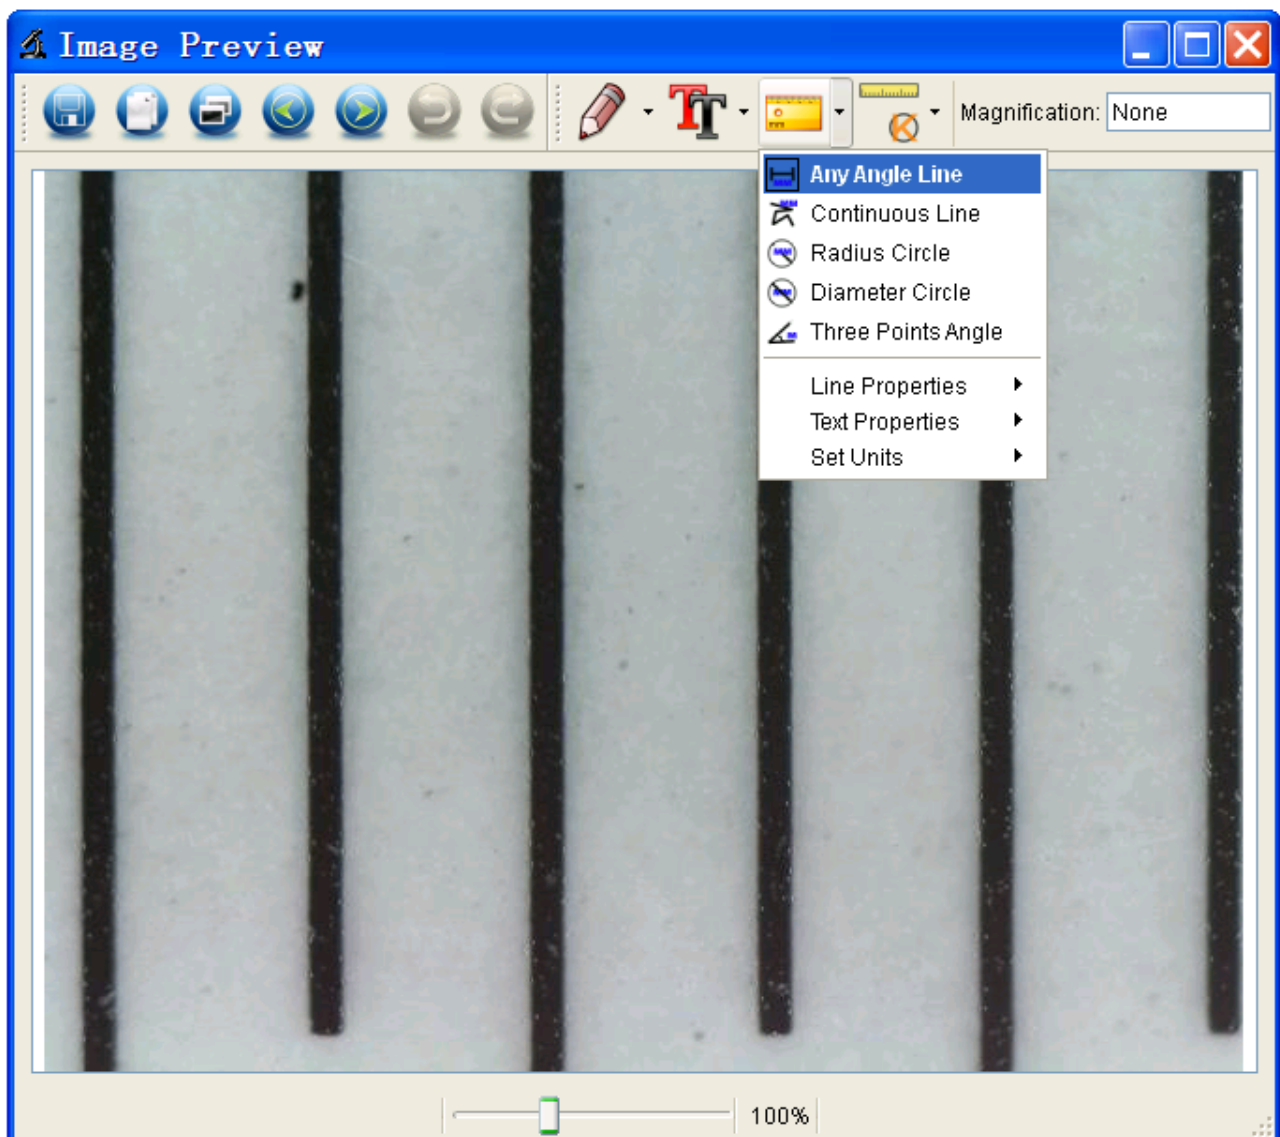 Image Preview
Magnification: None
Any Angle Line
Continuous Line
Radius Circle
Diameter Circle
Three Points Angle
Line Properties
Text Properties
Set Units
100%